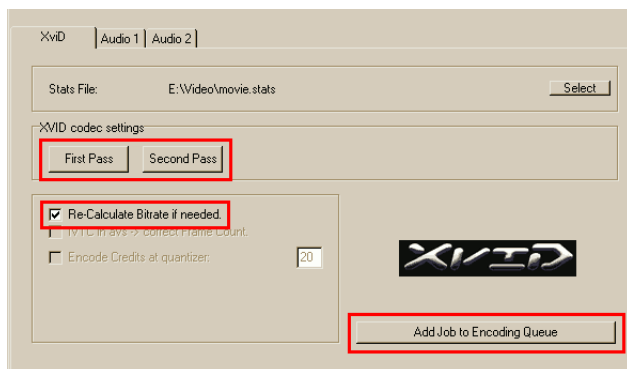 XviD Audio 1 Audio 2
Stats File: E:\Video\movie.stats Select
XVID codec settings
First Pass Second Pass
Re-Calculate Bitrate if needed.
IVTC in avs -> correct Frame Count.
Encode Credits at quantizer: 20
XVID
Add Job to Encoding Queue